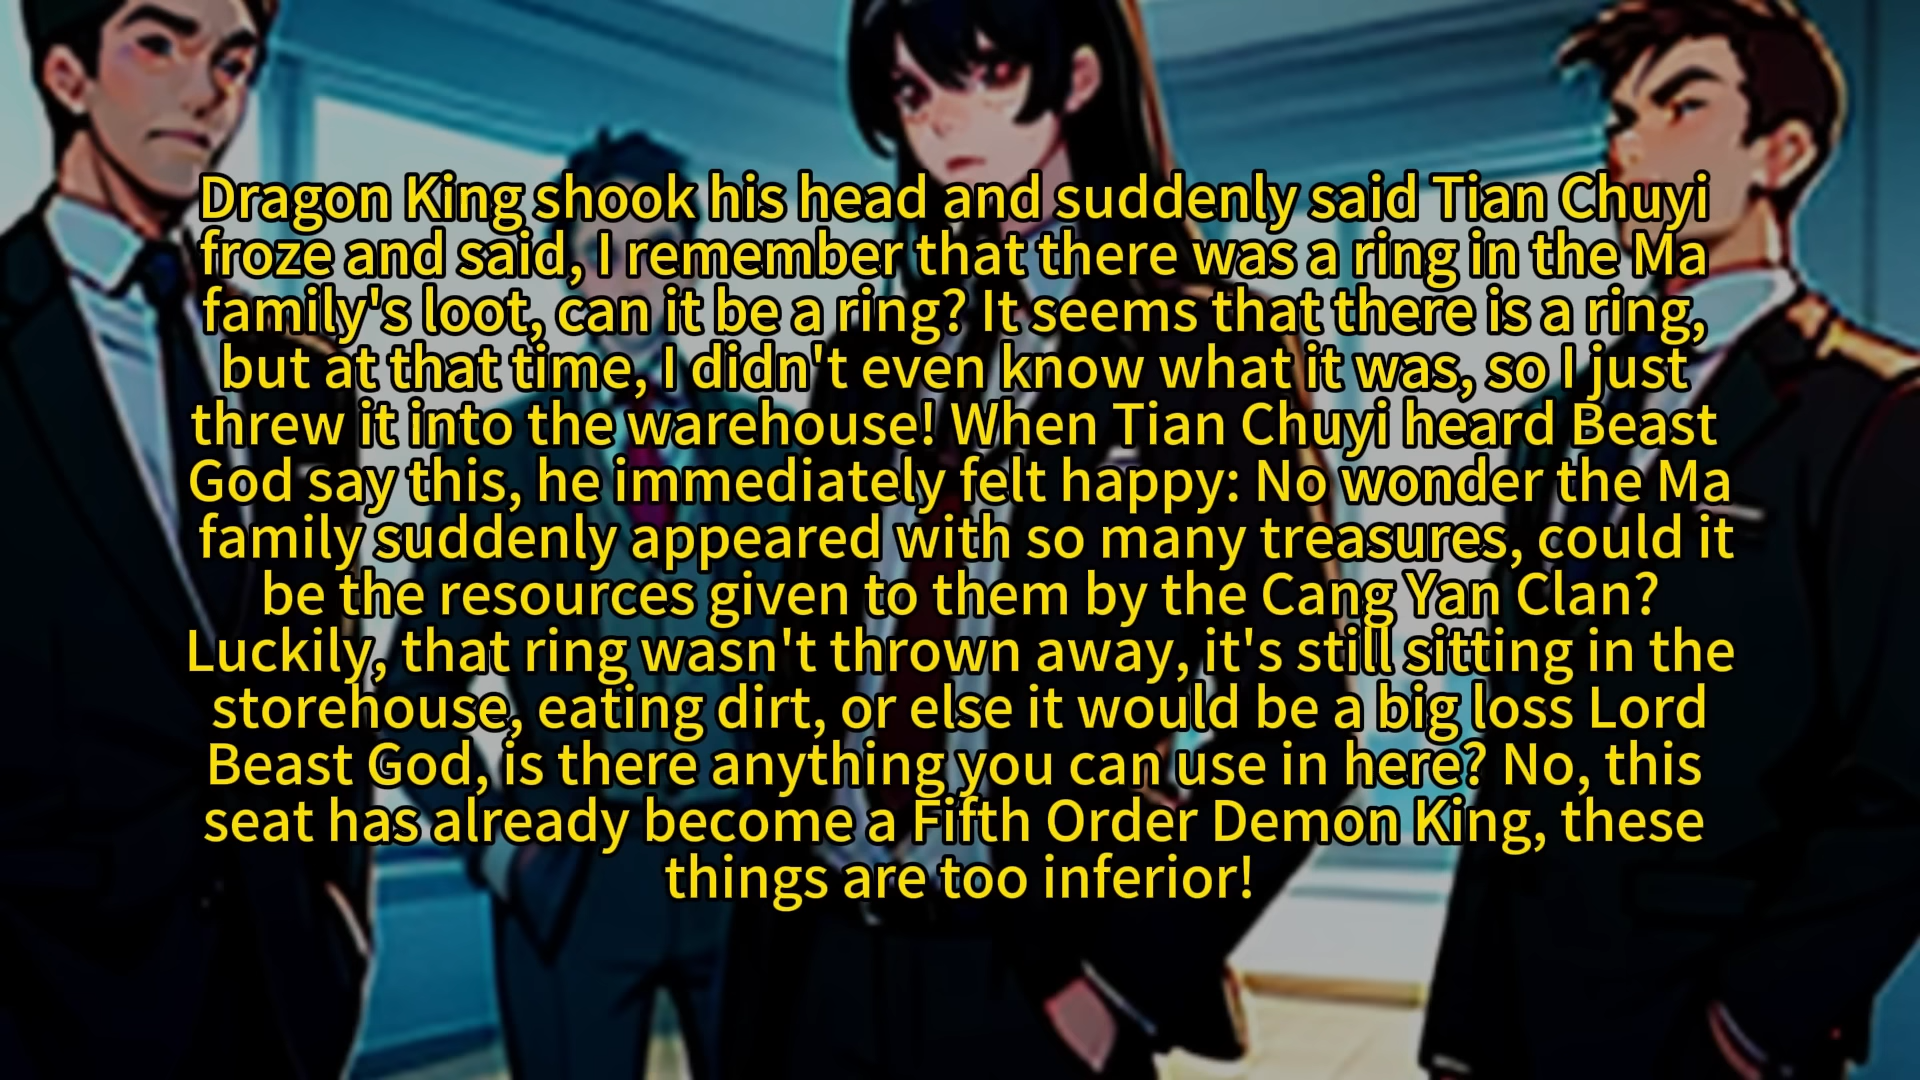 Dragon King shook his head and suddenly said Tian Chuyi
froze and said, I remember that there was a ring in the Ma
family's loot, can it be a ring? It seems that there is a ring,
but at that time, I didn't even know what it was, so I just
threw it into the warehouse! When Tian Chuyi heard Beast
God say this, he immediately felt happy: No wonder the Ma
family suddenly appeared with so many treasures, could it
be the resources given to them by the Cang Yan Clan?
Luckily, that ring wasn't thrown away, it's still sitting in the
storehouse, eating dirt, or else it would be a big loss Lord
Beast God, is there anything you can use in here? No, this
seat has already become a Fifth Order Demon King, these
things are too inferior!